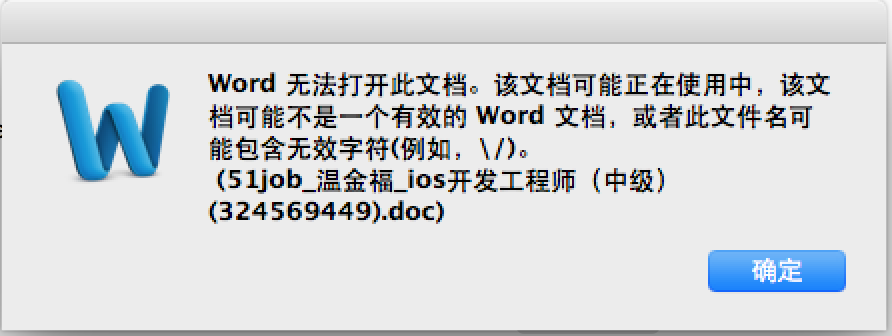 Word 无法打开此文档。该文档可能正在使用中，该文
档可能不是一个有效的 Word 文档，或者此文件名可
能包含无效字符(例如，\/)。
（51job_温金福_ios开发工程师（中级）
(324569449).doc)
确定